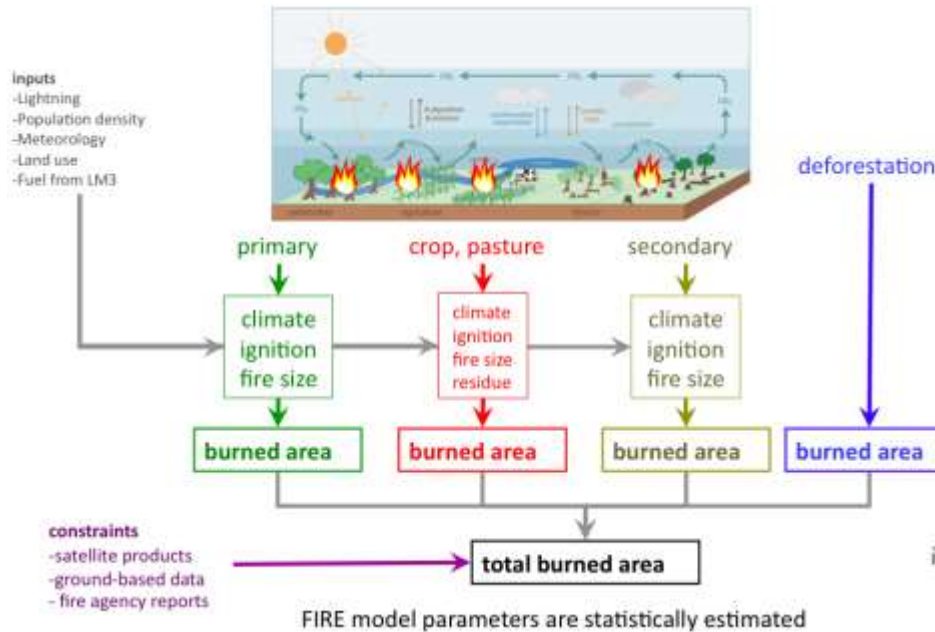 inputs
-Lightning
-Population density
-Meteorology
-Land use
-Fuel from LM3
deforestation
primary
crop, pasture
secondary
climate
ignition
fire size
climate
ignition
fire size
residue
climate
ignition
fire size
burned area
burned area
burned area
burned area
constraints
-satellite products
-ground-based data
- fire agency reports
total burned area
i
FIRE model parameters are statistically estimated